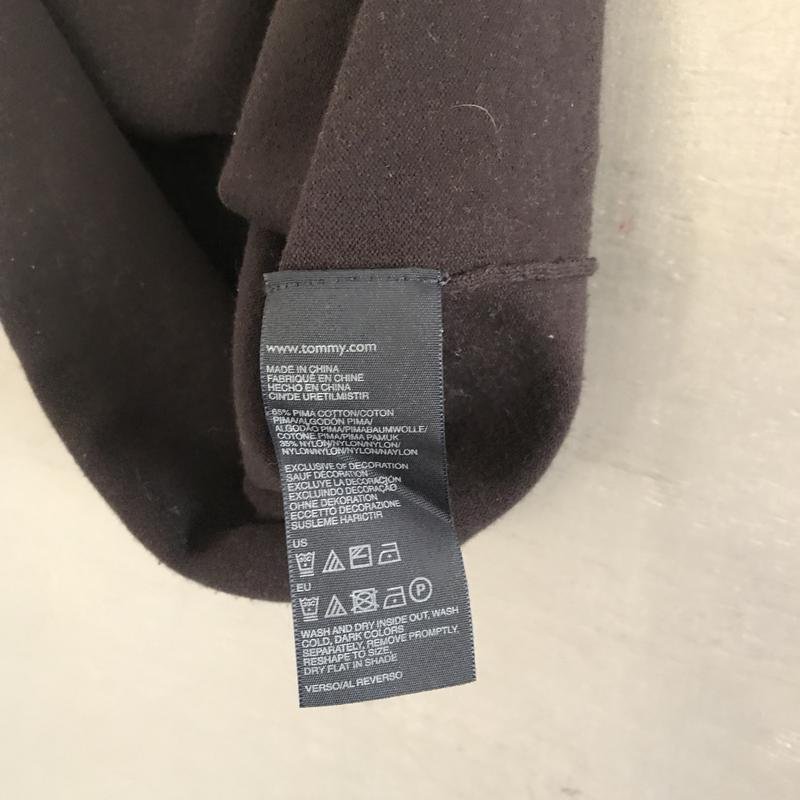 www.tommy.com
MADE IN CHINA
FABRIQUÉ EN CHINE
HECHO EN CHINA
CIN'DE URETILMISTIR
65% PIMA COTTON/COTON
PIMA/ALGODÓN PIMA/
ALGODÃO PIMA/PIMABAUMWOLLE/
COTONE PIMA/PIMA PAMUK
35% NYLON/NYLON/NYLON/
NYLON/NYLON/NYLON/NAYLON
EXCLUSIVE OF DECORATION
SAUF DECORATION
EXCLUYE LA DECORACIÓN
EXCLUINDO DECORAÇÃO
OHNE DEKORATION
ECCETTO DECORAZIONE
SUSLEME HARICTIR
US
EU
P
WASH AND DRY INSIDE OUT, WASH
COLD, DARK COLORS
SEPARATELY, REMOVE PROMPTLY,
RESHAPE TO SIZE,
DRY FLAT IN SHADE
VERSO/AL REVERSO